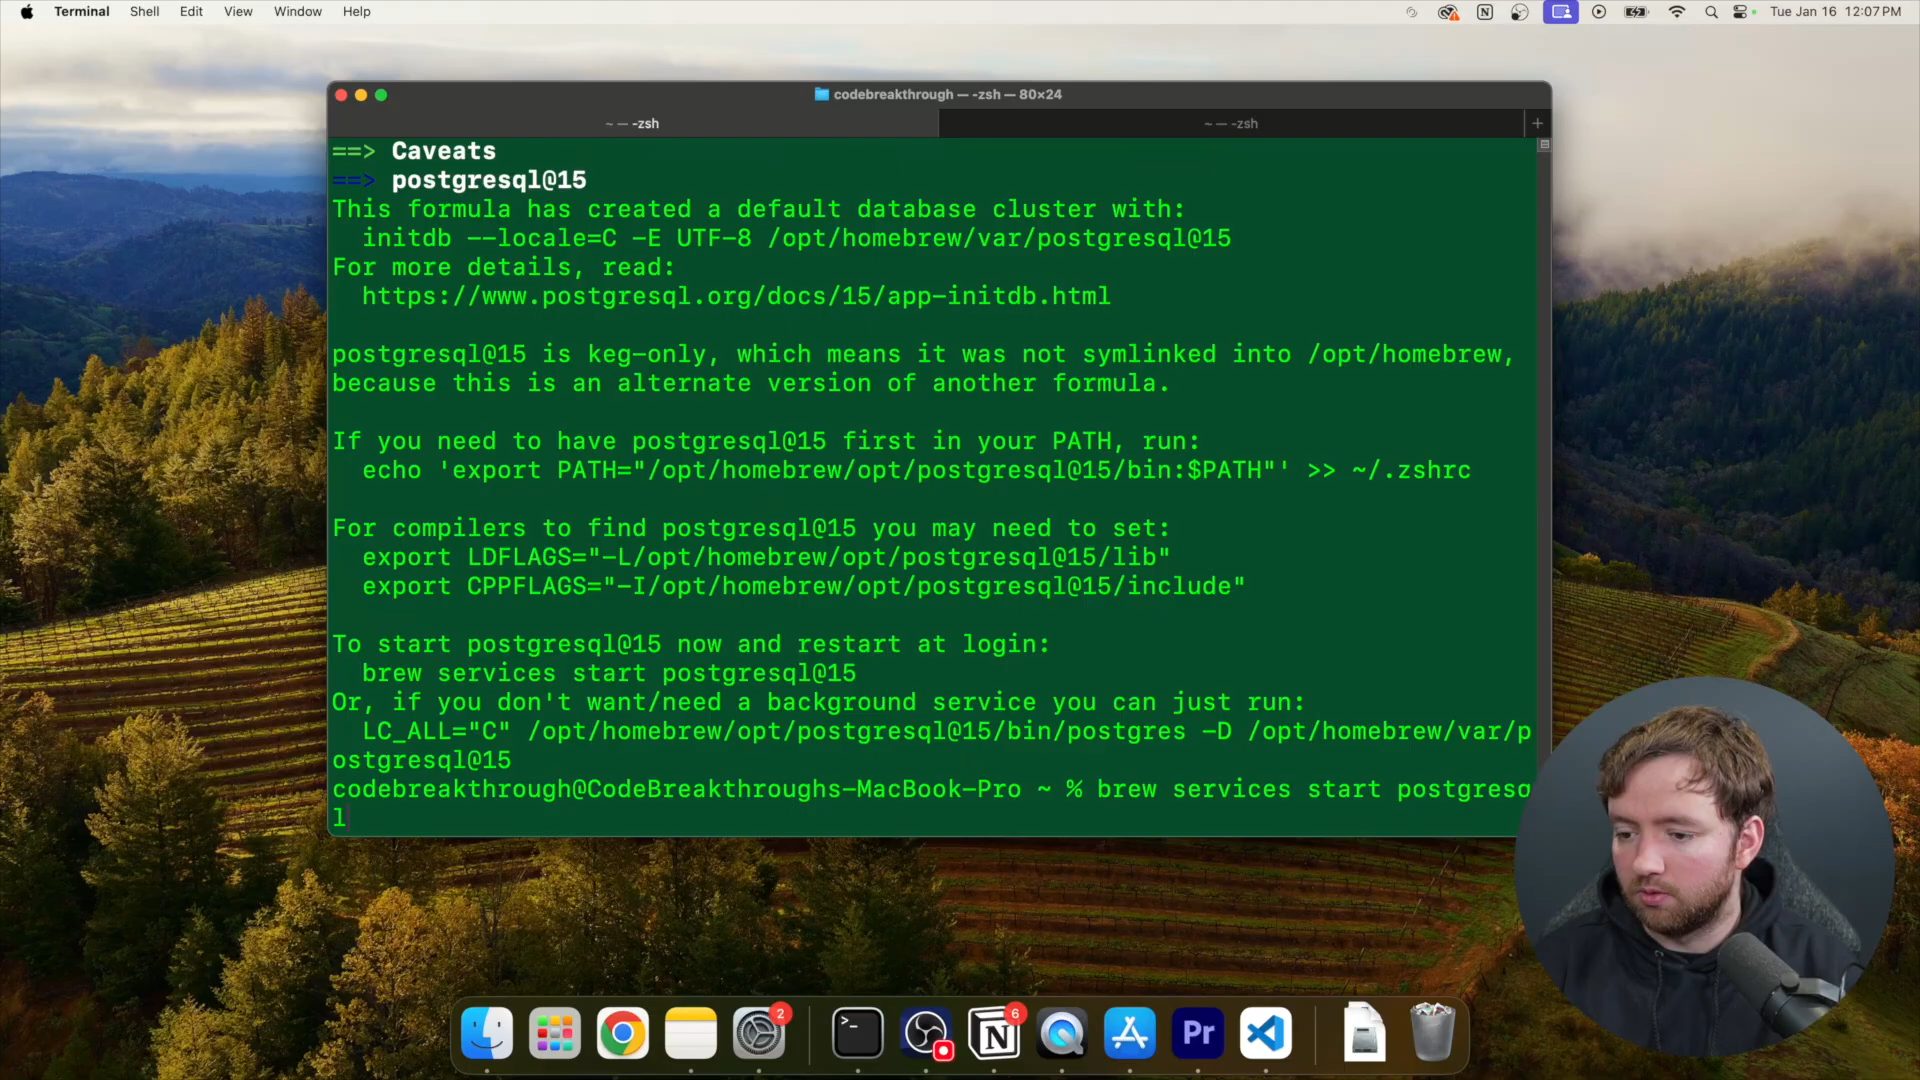 Terminal Shell Edit View Window Help
Tue Jan 16 12:07 PM
codebreakthrough — -zsh — 80×24
~ — -zsh
~ — -zsh
==> Caveats
==> postgresql@15
This formula has created a default database cluster with:
initdb --locale=C -E UTF-8 /opt/homebrew/var/postgresql@15
For more details, read:
https://www.postgresql.org/docs/15/app-initdb.html
postgresql@15 is keg-only, which means it was not symlinked into /opt/homebrew,
because this is an alternate version of another formula.
If you need to have postgresql@15 first in your PATH, run:
echo 'export PATH="/opt/homebrew/opt/postgresql@15/bin:$PATH"' >> ~/.zshrc
For compilers to find postgresql@15 you may need to set:
export LDFLAGS="-L/opt/homebrew/opt/postgresql@15/lib"
export CPPFLAGS="-I/opt/homebrew/opt/postgresql@15/include"
To start postgresql@15 now and restart at login:
brew services start postgresql@15
Or, if you don't want/need a background service you can just run:
LC_ALL="C" /opt/homebrew/opt/postgresql@15/bin/postgres -D /opt/homebrew/var/p
ostgresql@15
codebreakthrough@CodeBreakthroughs-MacBook-Pro ~ % brew services start postgresq
l
2
6
Pr